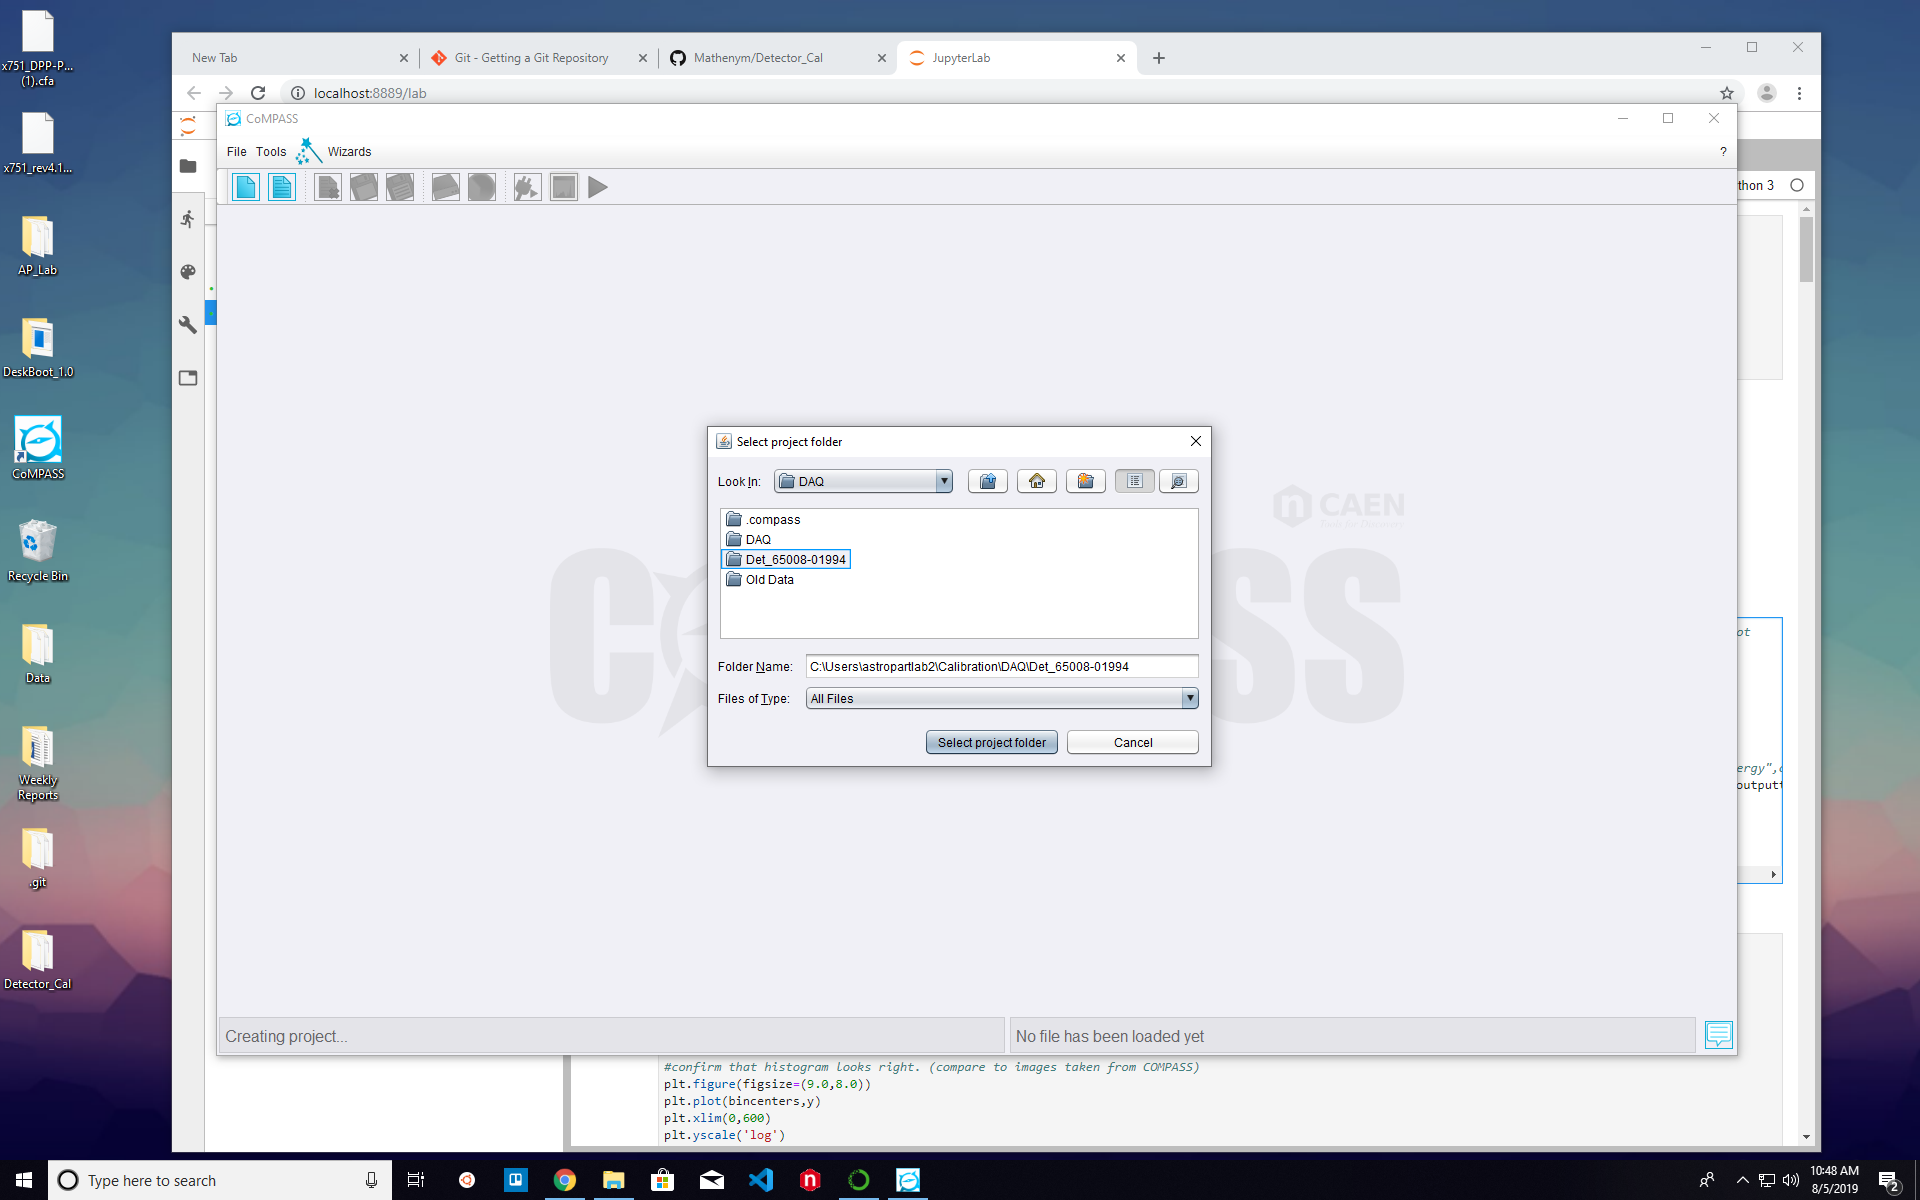 x751_DPP-P...
(1).cfa
x751_rev4.1...
AP_Lab
DeskBoot_1.0
CoMPASS
Recycle Bin
Data
Weekly
Reports
.git
Detector_Cal
New Tab
Git - Getting a Git Repository
Mathenym/Detector_Cal
JupyterLab
localhost:8889/lab
CoMPASS
File Tools Wizards
?
thon 3
CAEN
Select project folder
Look In: DAQ
.compass
DAQ
Det_65008-01994
Old Data
Folder Name: C:\Users\astropartlab2\Calibration\DAQ\Det_65008-01994
Files of Type: All Files
Select project folder Cancel
ot
ergy",
output
Creating project...
No file has been loaded yet
#confirm that histogram looks right. (compare to images taken from COMPASS)
plt.figure(figsize=(9.0,8.0))
plt.plot(bincenters,y)
plt.xlim(0,600)
plt.yscale('log')
Type here to search
10:48 AM
8/5/2019
2